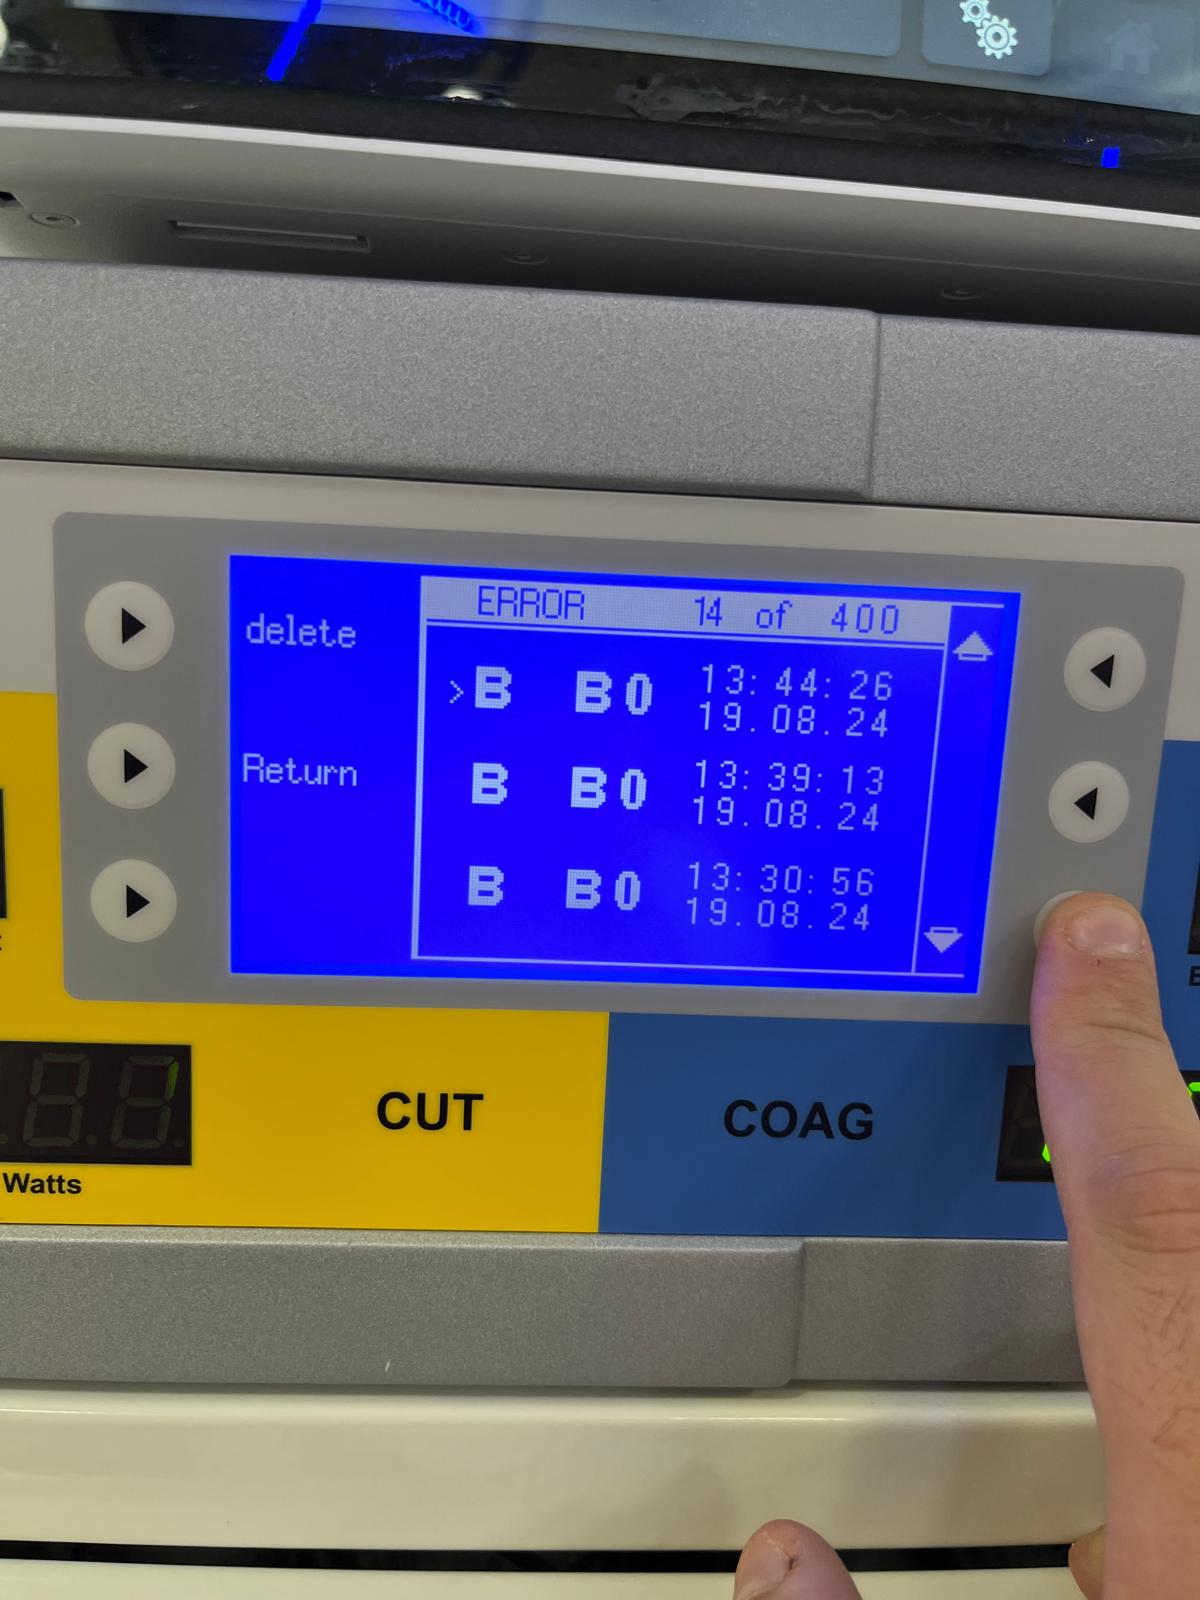 ERROR 14 of 400
delete
>B B0 13:44:26
19.08.24
Return
B B0 13:39:13
19.08.24
B B0 13:30:56
19.08.24
CUT
COAG
Watts